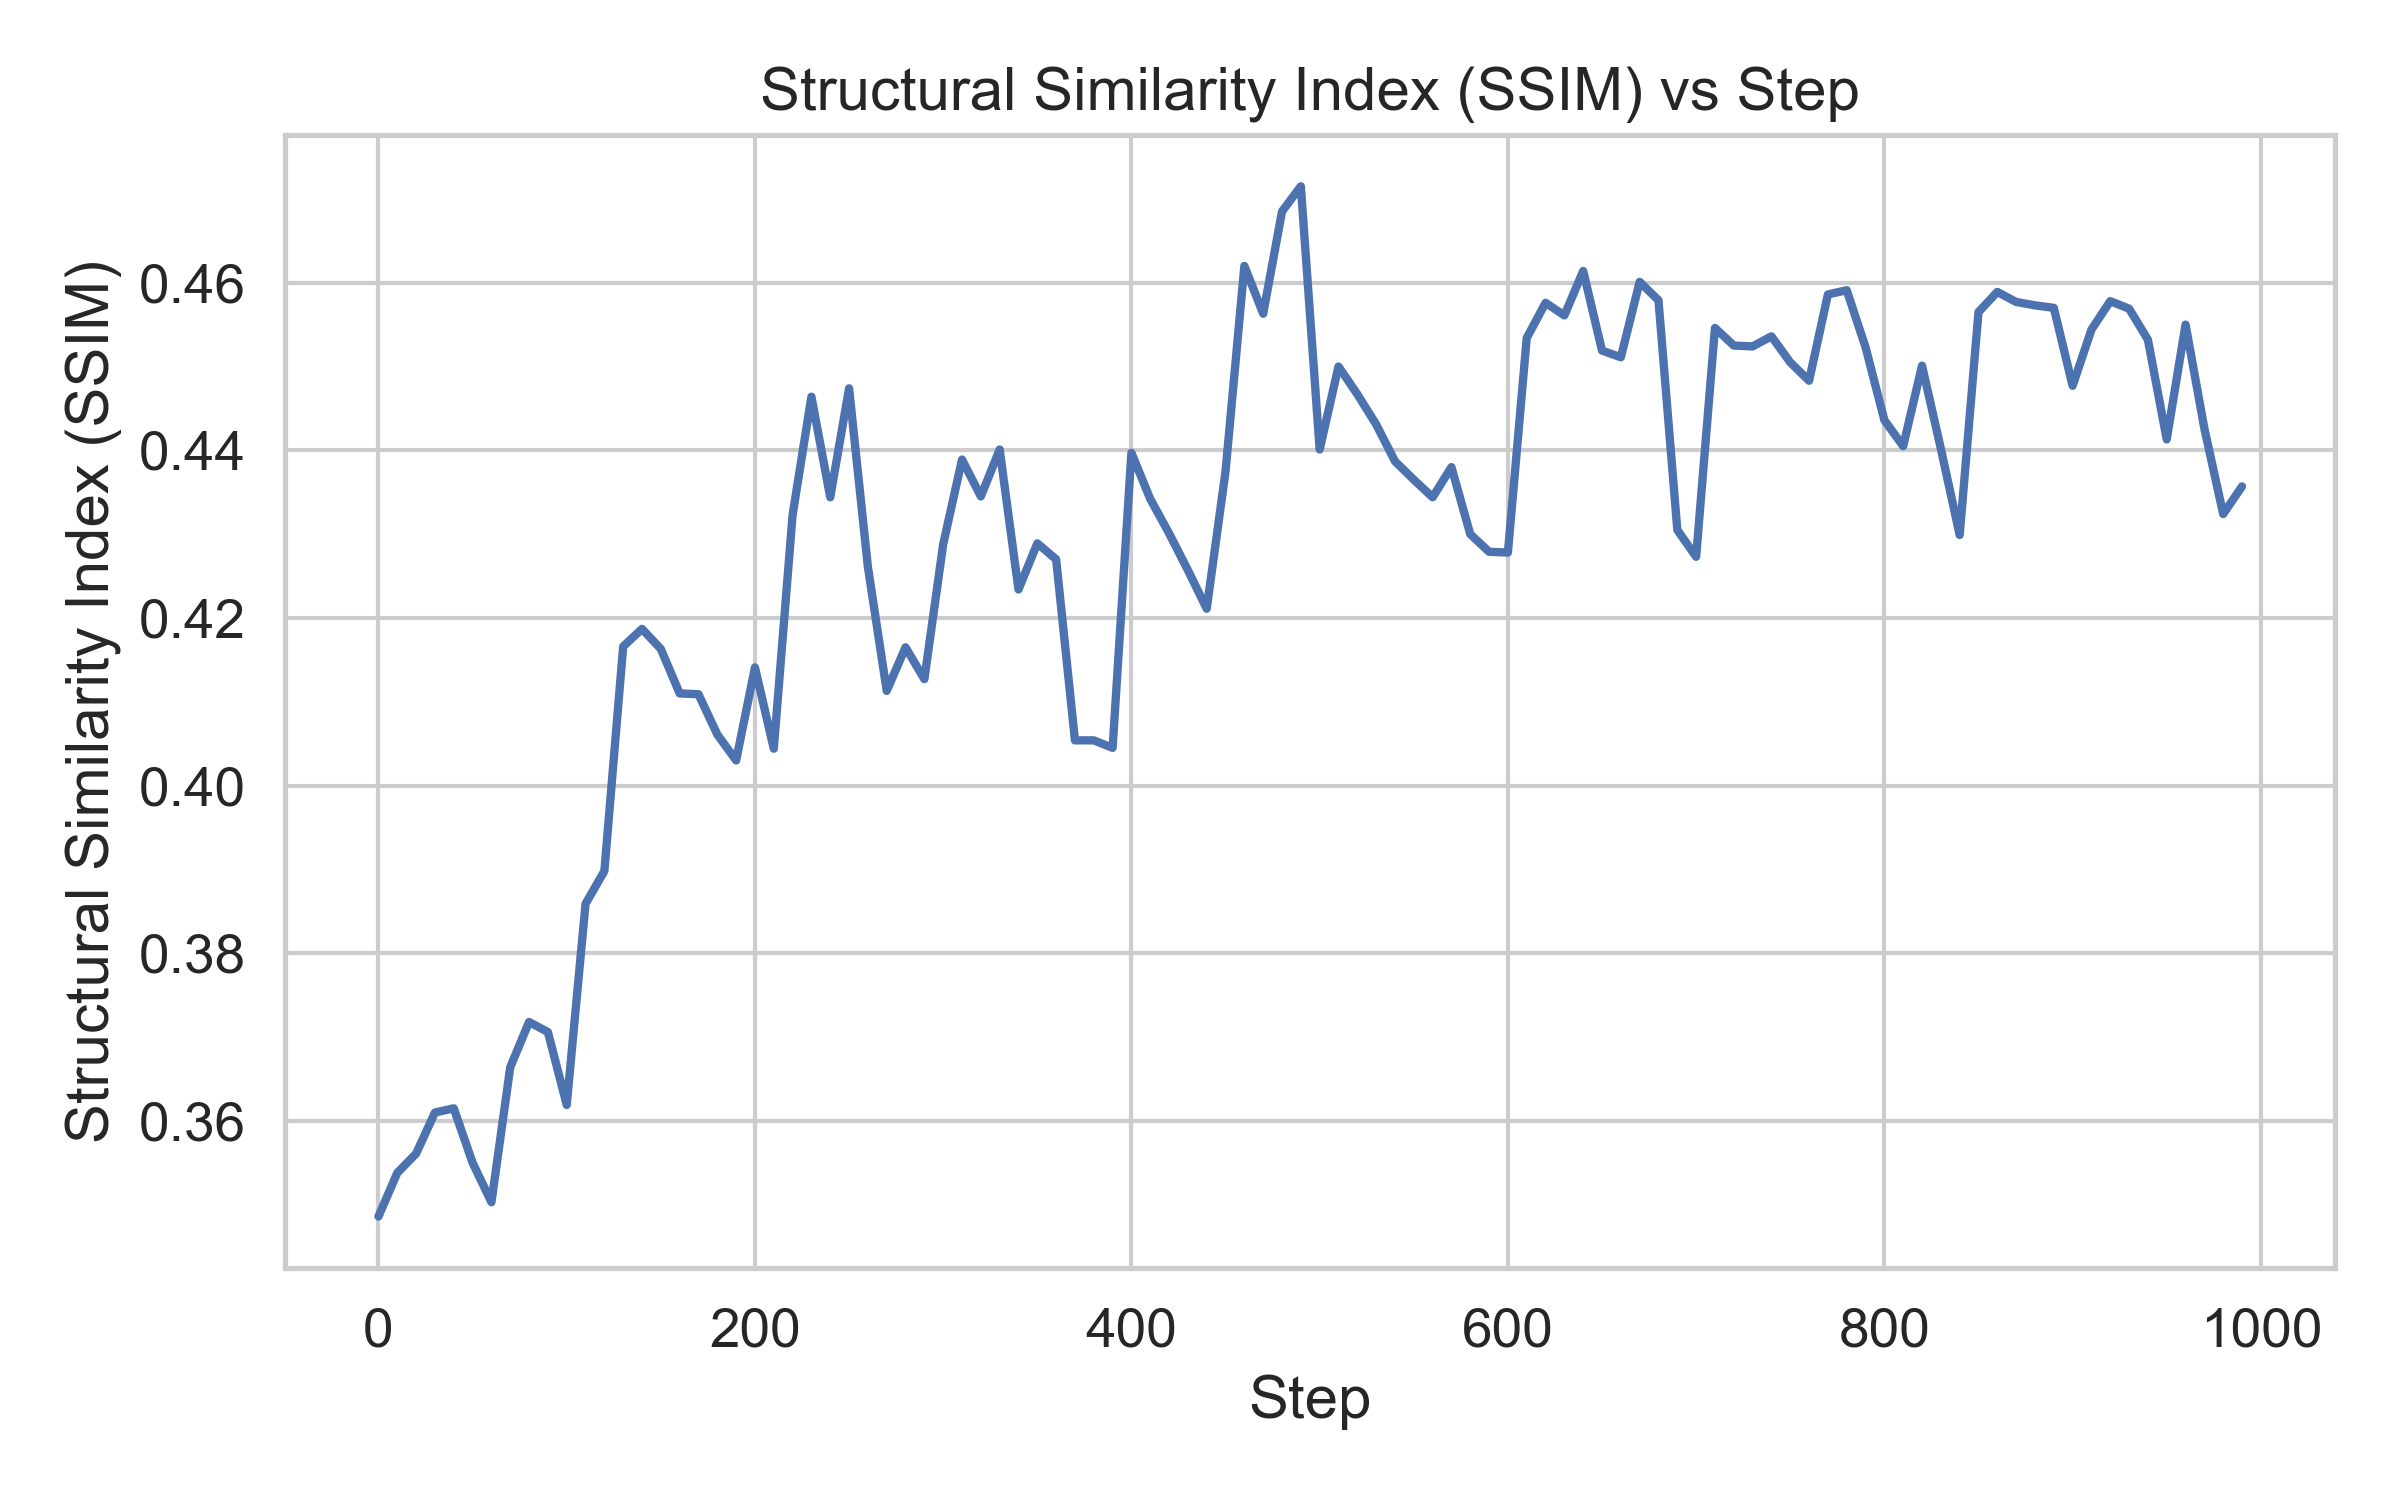 Structural Similarity Index (SSIM) vs Step
Structural Similarity Index (SSIM)
0.46
0.44
0.42
0.40
0.38
0.36
0 200 400 600 800 1000
Step